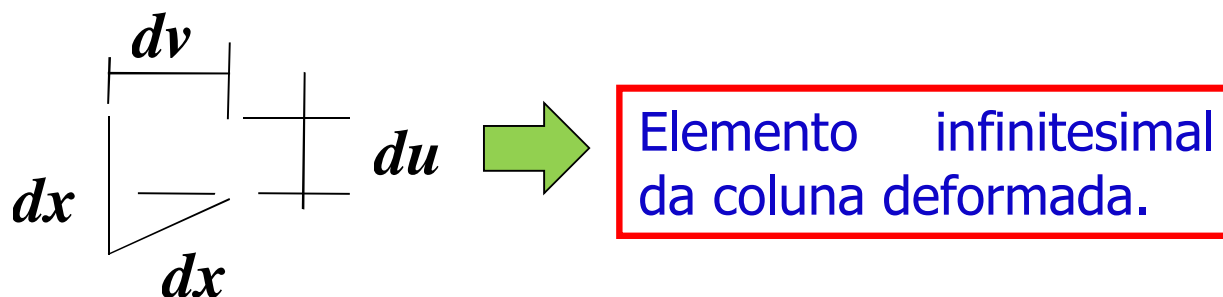 dv
du
dx
dx
Elemento infinitesimal
da coluna deformada.